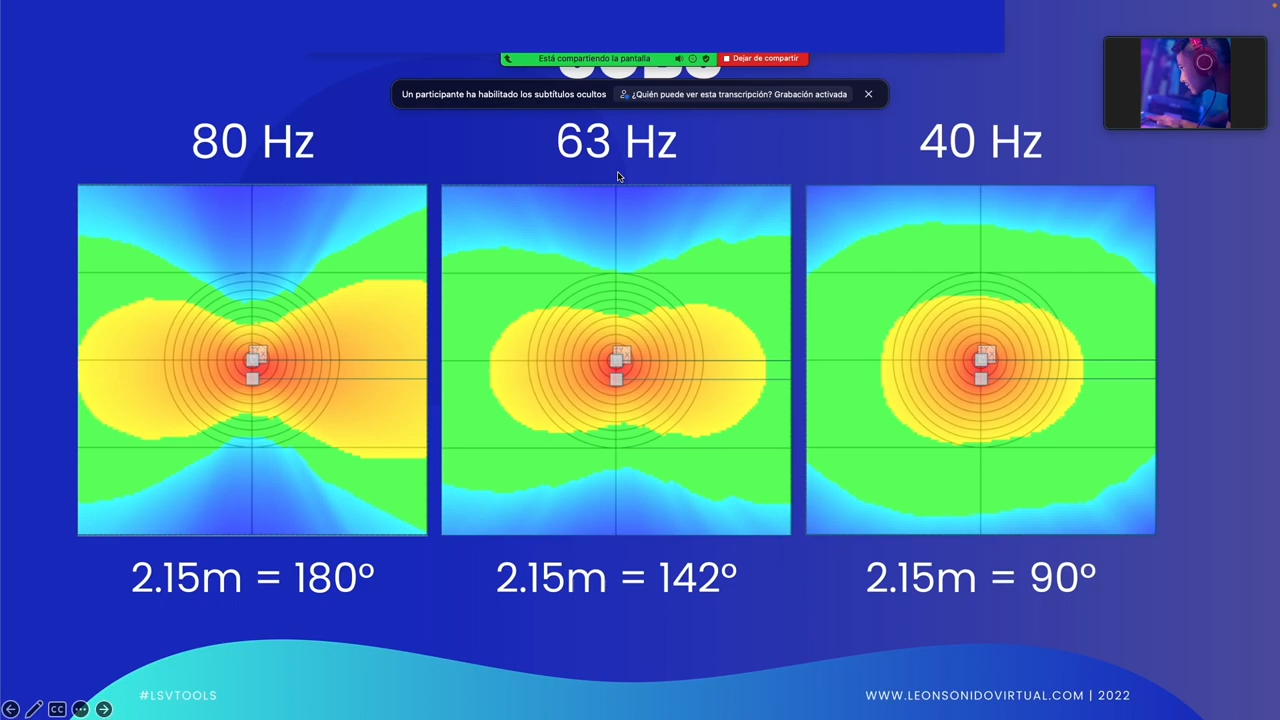 Está compartiendo la pantalla
Dejar de compartir
Un participante ha habilitado los subtítulos ocultos
¿Quién puede ver esta transcripción? Grabación activada
80 Hz
63 Hz
40 Hz
2.15m = 180º
2.15m = 142º
2.15m = 90º
#LSVTOOLS
WWW.LEONSONIDOVIRTUAL.COM | 2022
CC